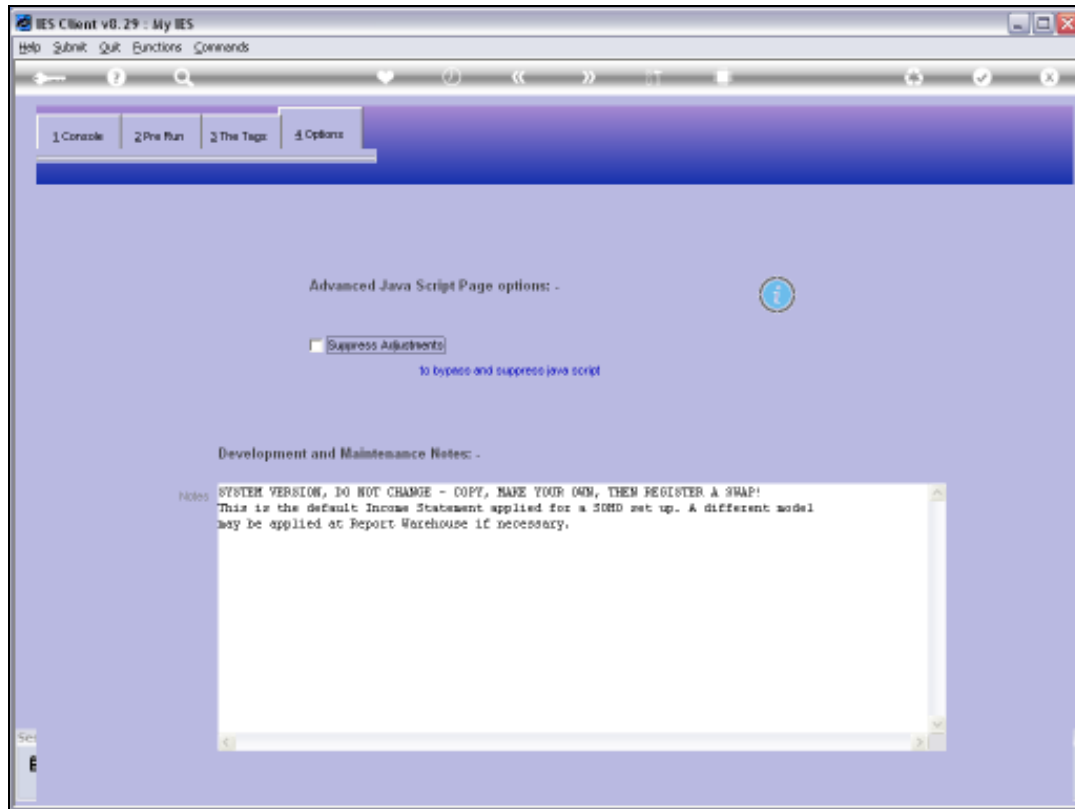 IES Client v8.29 : My IES
Help Submit Quit Functions Commands
1 Console 2 Pre Run 3 The Tags 4 Options
Advanced Java Script Page options: -
Suppress Adjustments
to bypass and suppress java script
Development and Maintenance Notes: -
Notes
SYSTEM VERSION, DO NOT CHANGE - COPY, MAKE YOUR OWN, THEN REGISTER A SWAP!
This is the default Income Statement applied for a SOHO set up. A different model
may be applied at Report Warehouse if necessary.